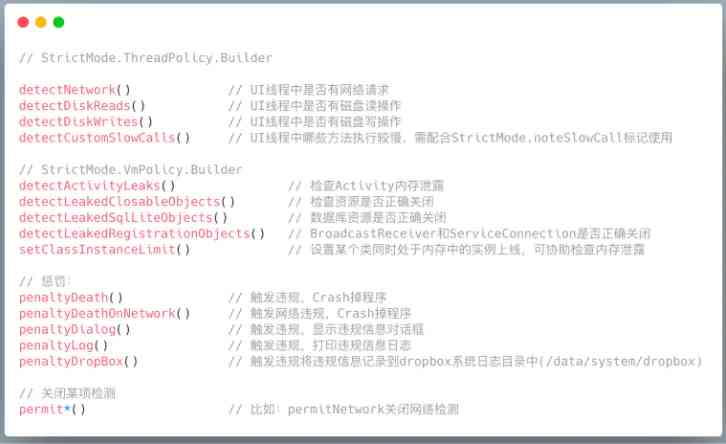 // StrictMode.ThreadPolicy.Builder
detectNetwork() // UI线程中是否有网络请求
detectDiskReads() // UI线程中是否有磁盘读操作
detectDiskWrites() // UI线程中是否有磁盘写操作
detectCustomSlowCalls() // UI线程中哪些方法执行较慢，需配合StrictMode.noteSlowCall标记使用
// StrictMode.VmPolicy.Builder
detectActivityLeaks() // 检查Activity内存泄露
detectLeakedClosableObjects() // 检查资源是否正确关闭
detectLeakedSqlLiteObjects() // 数据库资源是否正确关闭
detectLeakedRegistrationObjects() // BroadcastReceiver和ServiceConnection是否正确关闭
setClassInstanceLimit() // 设置某个类同时处于内存中的实例上线，可协助检查内存泄露
// 惩罚：
penaltyDeath() // 触发违规，Crash掉程序
penaltyDeathOnNetwork() // 触发网络违规，Crash掉程序
penaltyDialog() // 触发违规，显示违规信息对话框
penaltyLog() // 触发违规，打印违规信息日志
penaltyDropBox() // 触发违规将违规信息记录到dropbox系统日志目录中(/data/system/dropbox)
// 关闭某项检测
permit*() // 比如：permitNetwork关闭网络检测